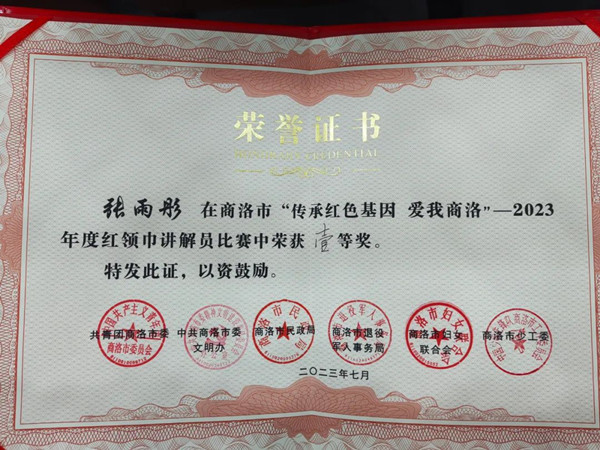 荣誉证书
张雨彤 在商洛市“传承红色基因 爱我商洛”—2023
年度红领巾讲解员比赛中荣获 壹 等奖。
特发此证，以资鼓励。
共青团商洛市委 中共商洛市委文明办 商洛市民政局 商洛市退役军人事务局 商洛市妇女联合会 商洛市少工委
二〇二三年七月